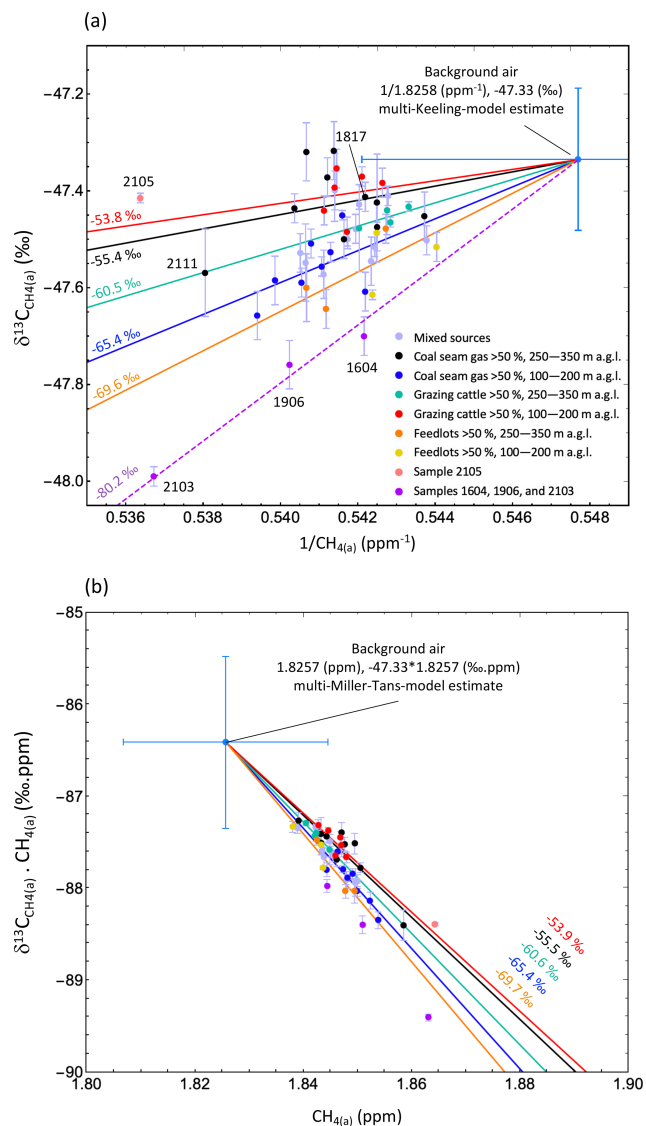 (a)
Background air
1/1.8258 (ppm⁻¹), -47.33 (‰)
multi-Keeling-model estimate
−47.2
−47.4
−47.6
−47.8
−48.0
δ¹³C_CH4(a) (‰)
1817
2105
-53.8 ‰
-55.4 ‰
2111
-60.5 ‰
-65.4 ‰
-69.6 ‰
-80.2 ‰
1604
1906
2103
Mixed sources
Coal seam gas >50 %, 250—350 m a.g.l.
Coal seam gas >50 %, 100—200 m a.g.l.
Grazing cattle >50 %, 250—350 m a.g.l.
Grazing cattle >50 %, 100—200 m a.g.l.
Feedlots >50 %, 250—350 m a.g.l.
Feedlots >50 %, 100—200 m a.g.l.
Sample 2105
Samples 1604, 1906, and 2103
0.536 0.538 0.540 0.542 0.544 0.546 0.548
1/CH₄(a) (ppm⁻¹)
(b)
Background air
1.8257 (ppm), -47.33*1.8257 (‰.ppm)
multi-Miller-Tans-model estimate
−85
−86
−87
−88
−89
−90
δ¹³C_CH4(a) · CH₄(a) (‰.ppm)
-53.9 ‰
-55.5 ‰
-60.6 ‰
-65.4 ‰
-69.7 ‰
1.80 1.82 1.84 1.86 1.88 1.90
CH₄(a) (ppm)